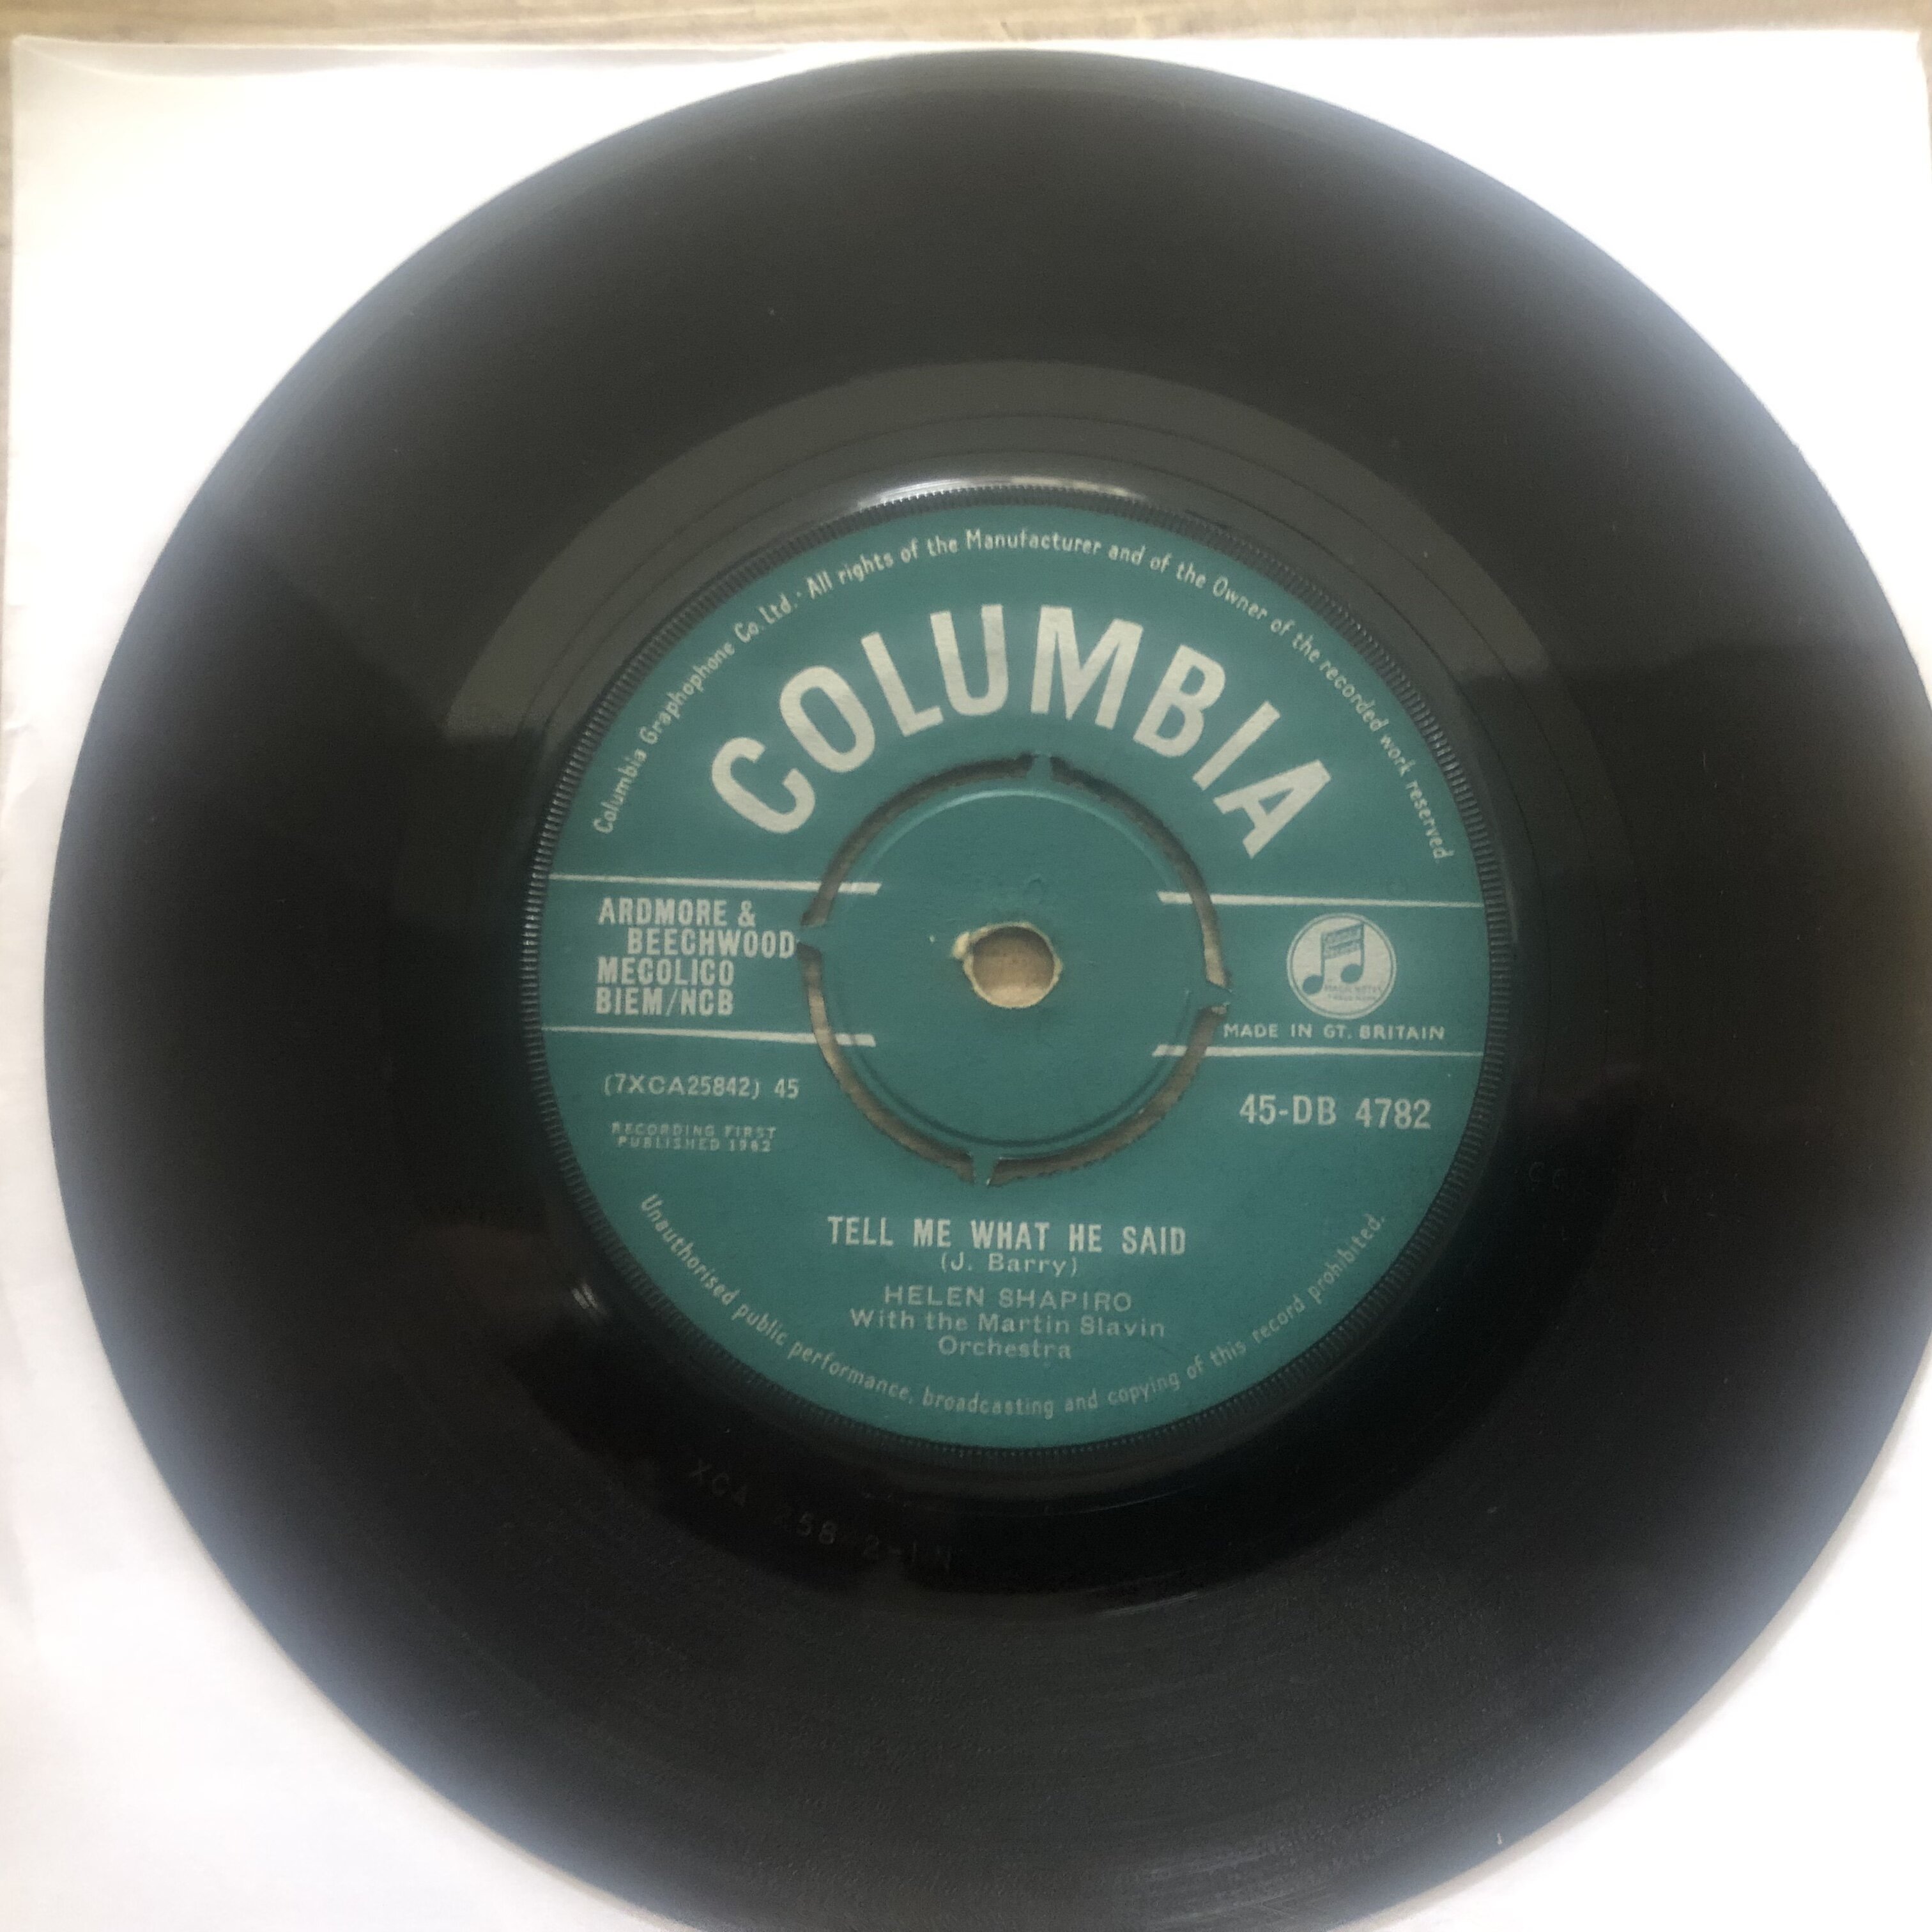 Columbia Graphophone Co. Ltd. · All rights of the Manufacturer and of the Owner of the recorded work reserved.
COLUMBIA
ARDMORE &
BEECHWOOD
MECOLICO
BIEM/NCB
MADE IN GT. BRITAIN
(7XCA25842) 45
45-DB 4782
RECORDING FIRST
PUBLISHED 1962
TELL ME WHAT HE SAID
(J. Barry)
HELEN SHAPIRO
With the Martin Slavin
Orchestra
Unauthorised public performance, broadcasting and copying of this record prohibited.